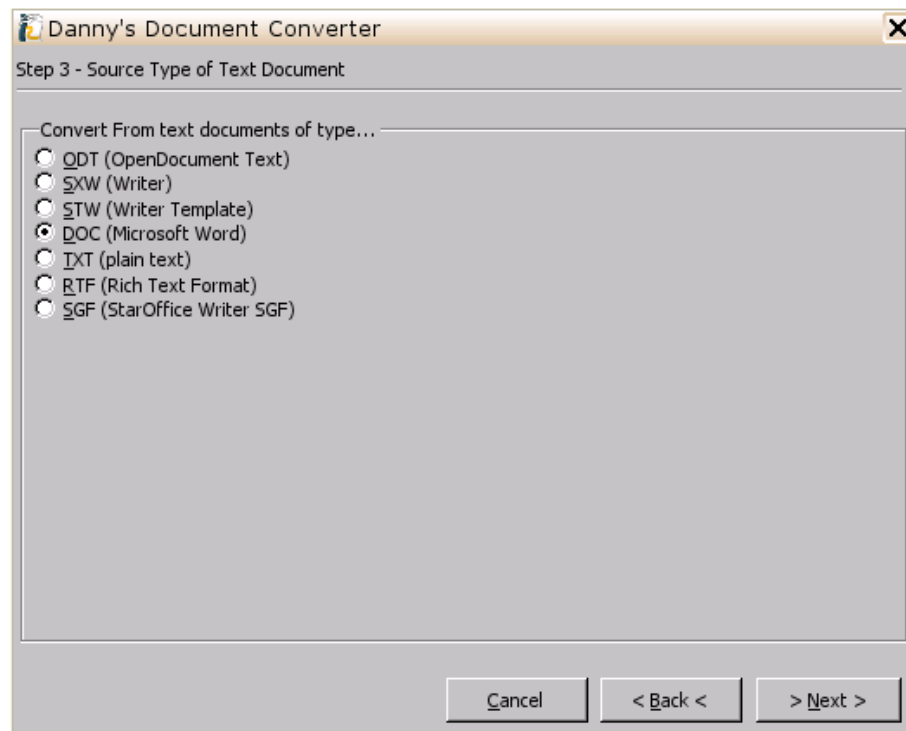 Danny's Document Converter
Step 3 - Source Type of Text Document
Convert From text documents of type...
ODT (OpenDocument Text)
SXW (Writer)
STW (Writer Template)
DOC (Microsoft Word)
TXT (plain text)
RTF (Rich Text Format)
SGF (StarOffice Writer SGF)
Cancel < Back < > Next >